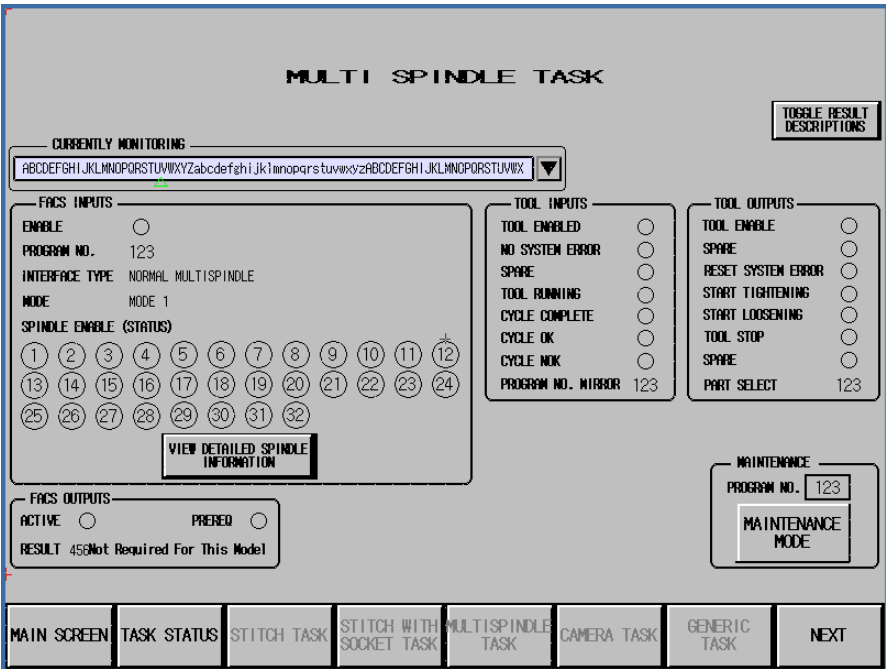 MULTI SPINDLE TASK
TOGGLE RESULT
DESCRIPTIONS
CURRENTLY MONITORING
ABCDEFGHIJKLMNOPQRSTUVWXYZabcdefghijklmnopqrstuvwxyzABCDEFGHIJKLMNOPQRSTUVWX
FACS INPUTS
ENABLE
PROGRAM NO. 123
INTERFACE TYPE NORMAL MULTISPINDLE
MODE MODE 1
SPINDLE ENABLE (STATUS)
1 2 3 4 5 6 7 8 9 10 11 12
13 14 15 16 17 18 19 20 21 22 23 24
25 26 27 28 29 30 31 32
VIEW DETAILED SPINDLE
INFORMATION
TOOL INPUTS
TOOL ENABLED
NO SYSTEM ERROR
SPARE
TOOL RUNNING
CYCLE COMPLETE
CYCLE OK
CYCLE NOK
PROGRAM NO. MIRROR 123
TOOL OUTPUTS
TOOL ENABLE
SPARE
RESET SYSTEM ERROR
START TIGHTENING
START LOOSENING
TOOL STOP
SPARE
PART SELECT 123
FACS OUTPUTS
ACTIVE PREREQ
RESULT 456Not Required For This Model
MAINTENANCE
PROGRAM NO. 123
MAINTENANCE
MODE
MAIN SCREEN
TASK STATUS
STITCH TASK
STITCH WITH
SOCKET TASK
MULTISPINDLE
TASK
CAMERA TASK
GENERIC
TASK
NEXT